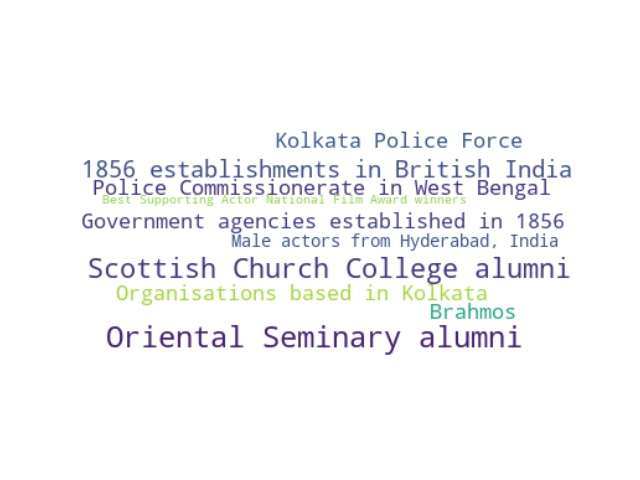 Kolkata Police Force
1856 establishments in British India
Police Commissionerate in West Bengal
Best Supporting Actor National Film Award winners
Government agencies established in 1856
Male actors from Hyderabad, India
Scottish Church College alumni
Organisations based in Kolkata
Brahmos
Oriental Seminary alumni